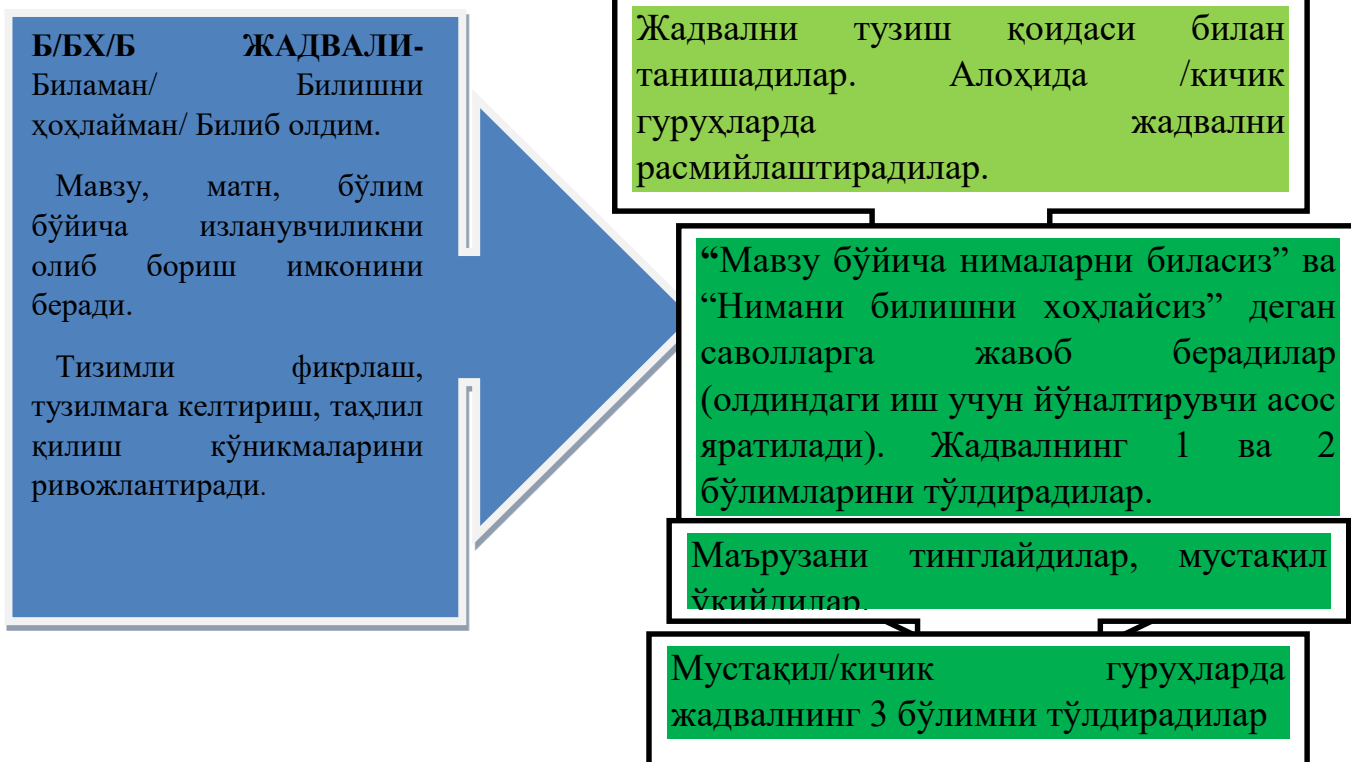 Б/БХ/Б ЖАДВАЛИ-
Биламан/ Билишни
ҳоҳлайман/ Билиб олдим.
Мавзу, матн, бўлим
бўйича изланувчиликни
олиб бориш имконини
беради.
Тизимли фикрлаш,
тузилмага келтириш, таҳлил
қилиш кўникмаларини
ривожлантиради.
Жадвални тузиш қоидаси билан
танишадилар. Алоҳида /кичик
гуруҳларда жадвални
расмийлаштирадилар.
“Мавзу бўйича нималарни биласиз” ва
“Нимани билишни хоҳлайсиз” деган
саволларга жавоб берадилар
(олдиндаги иш учун йўналтирувчи асос
яратилади). Жадвалнинг 1 ва 2
бўлимларини тўлдирадилар.
Маърузани тинглайдилар, мустақил
ўқийдилар.
Мустақил/кичик гуруҳларда
жадвалнинг 3 бўлимни тўлдирадилар